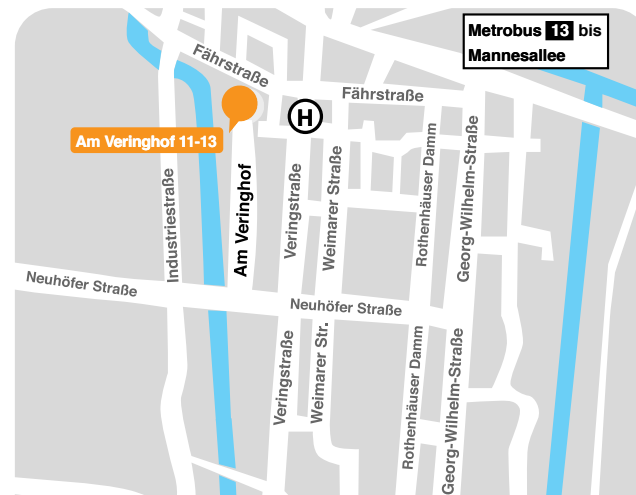 Metrobus 13 bis
Mannesallee
Fährstraße
Fährstraße
H
Am Veringhof 11-13
Industriestraße
Am Veringhof
Veringstraße
Weimarer Straße
Rothenhäuser Damm
Georg-Wilhelm-Straße
Neuhöfer Straße
Neuhöfer Straße
Veringstraße
Weimarer Str.
Rothenhäuser Damm
Georg-Wilhelm-Straße